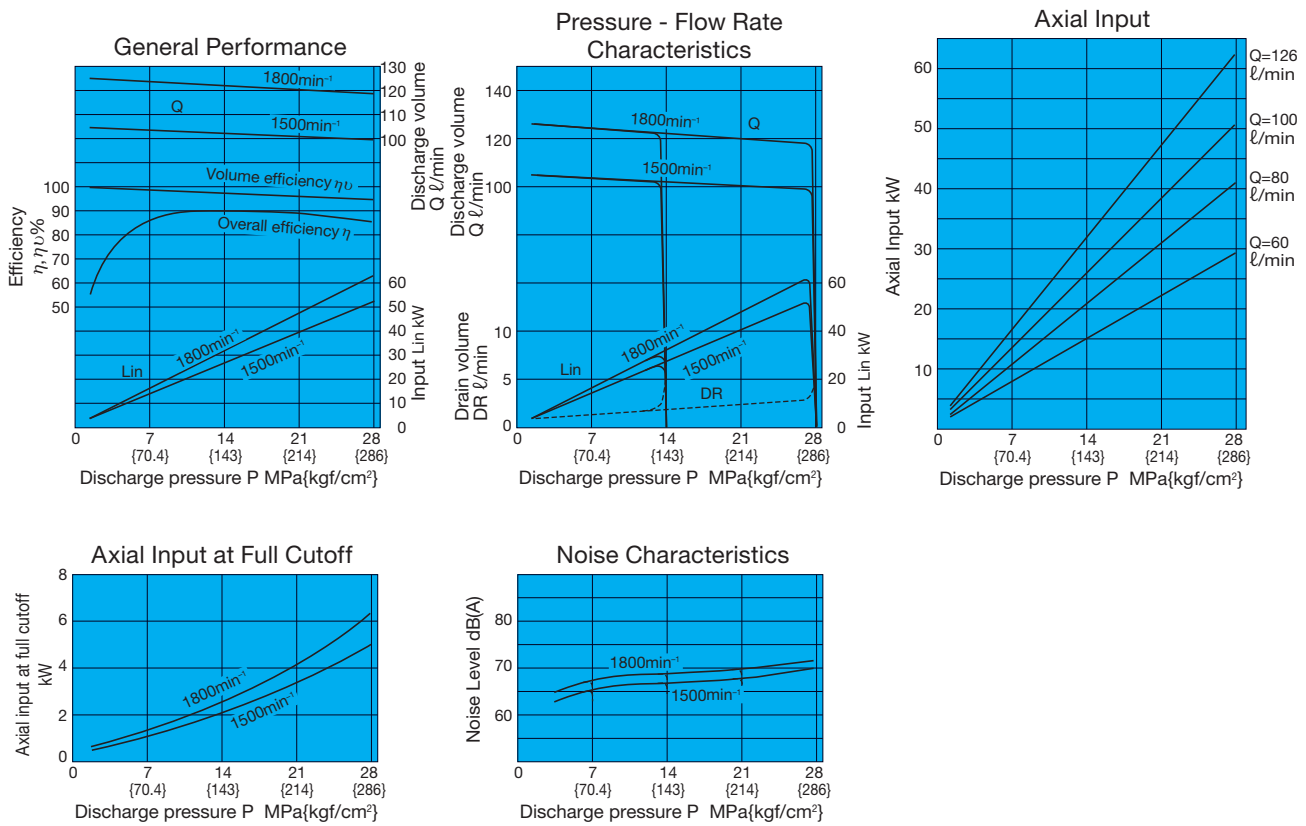 General Performance
1800min⁻¹
Q
1500min⁻¹
Volume efficiency ηυ
Overall efficiency η
1800min⁻¹
1500min⁻¹
Lin
Efficiency
η, ηυ%
100
90
80
70
60
50
130
120
110
100
Discharge volume
Q ℓ/min
60
50
40
30
20
10
0
Input Lin kW
0
7
14
21
28
{70.4}
{143}
{214}
{286}
Discharge pressure P MPa{kgf/cm²}
Pressure - Flow Rate
Characteristics
1800min⁻¹
Q
1500min⁻¹
1800min⁻¹
1500min⁻¹
Lin
DR
140
120
100
Discharge volume
Q ℓ/min
10
5
0
Drain volume
DR ℓ/min
60
40
20
0
Input Lin kW
7
14
21
28
{70.4}
{143}
{214}
{286}
Discharge pressure P MPa{kgf/cm²}
Axial Input
60
50
40
30
20
10
Axial Input kW
Q=126
ℓ/min
Q=100
ℓ/min
Q=80
ℓ/min
Q=60
ℓ/min
0
7
14
21
28
{70.4}
{143}
{214}
{286}
Discharge pressure P MPa{kgf/cm²}
Axial Input at Full Cutoff
8
6
4
2
0
Axial input at full cutoff
kW
1800min⁻¹
1500min⁻¹
0
7
14
21
28
{70.4}
{143}
{214}
{286}
Discharge pressure P MPa{kgf/cm²}
Noise Characteristics
80
70
60
Noise Level dB(A)
1800min⁻¹
1500min⁻¹
0
7
14
21
28
{70.4}
{143}
{214}
{286}
Discharge pressure P MPa{kgf/cm²}